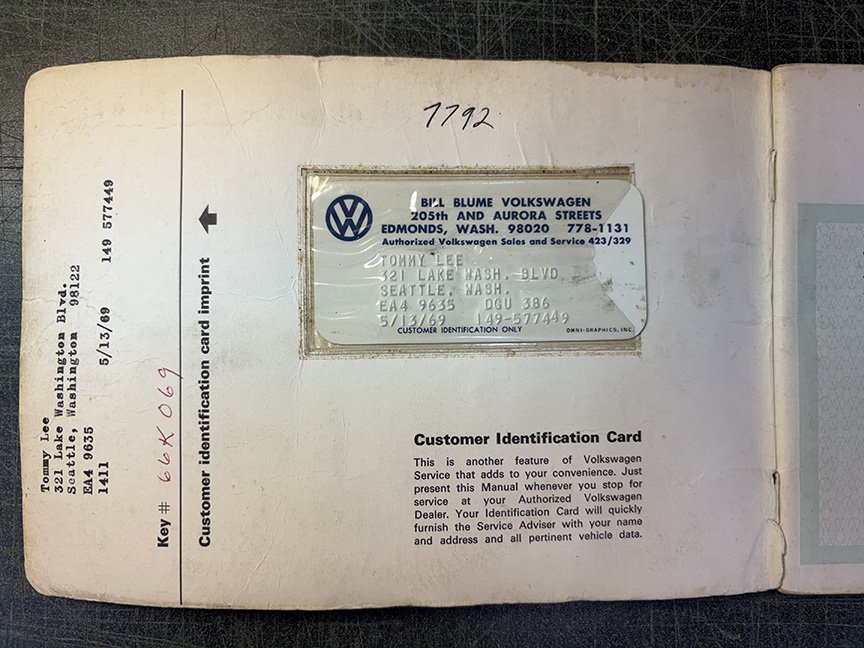 7792
BILL BLUME VOLKSWAGEN
205th AND AURORA STREETS
EDMONDS, WASH. 98020 778-1131
Authorized Volkswagen Sales and Service 423/329
TOMMY LEE
321 LAKE WASH. BLVD.
SEATTLE, WASH.
EA4 9635 DGU 386
5/13/69 149-577449
CUSTOMER IDENTIFICATION ONLY OMNI-GRAPHICS, INC.
Customer Identification Card
This is another feature of Volkswagen
Service that adds to your convenience. Just
present this Manual whenever you stop for
service at your Authorized Volkswagen
Dealer. Your Identification Card will quickly
furnish the Service Adviser with your name
and address and all pertinent vehicle data.
Tommy Lee
321 Lake Washington Blvd.
Seattle, Washington 98122
EA4 9635
1411 5/13/69 149 577449
Key # 66K 069
Customer identification card imprint